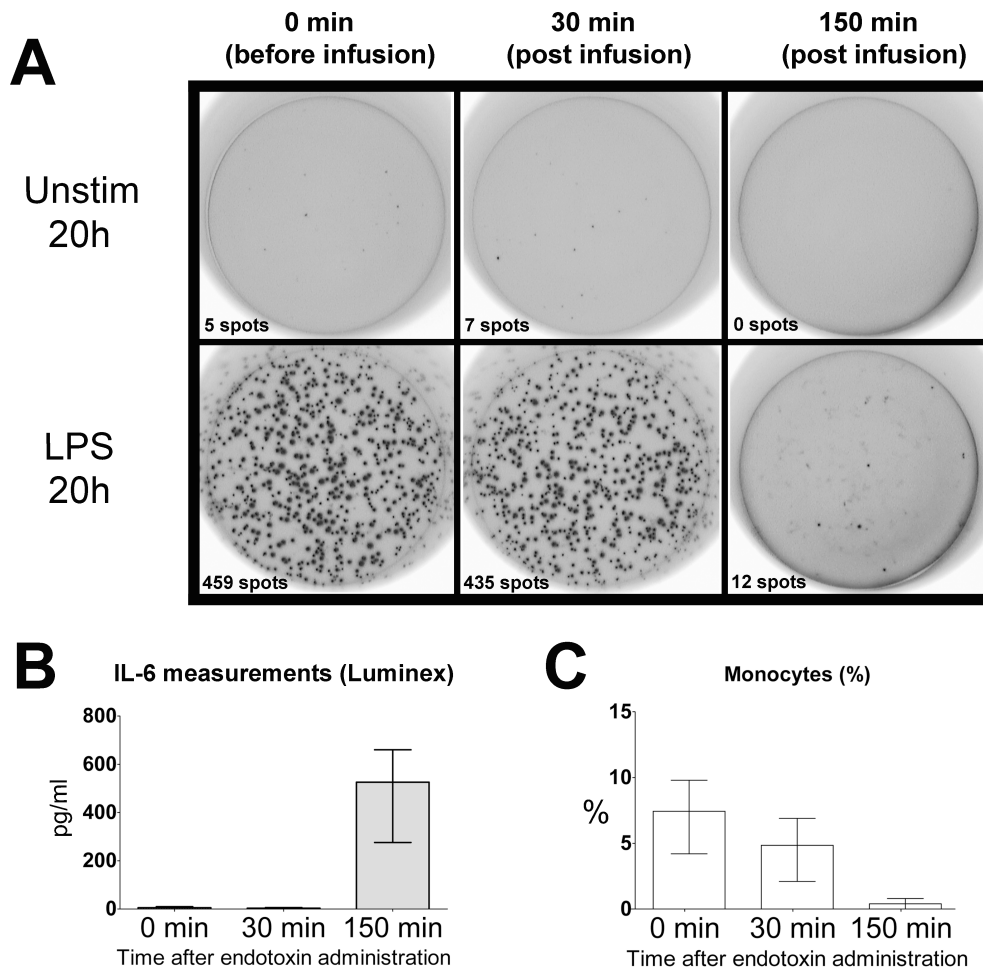 0 min
(before infusion)
30 min
(post infusion)
150 min
(post infusion)
A
Unstim
20h
5 spots
7 spots
0 spots
LPS
20h
459 spots
435 spots
12 spots
B
IL-6 measurements (Luminex)
800
600
400
200
0
pg/ml
0 min
30 min
150 min
Time after endotoxin administration
C
Monocytes (%)
15
10
5
0
%
0 min
30 min
150 min
Time after endotoxin administration